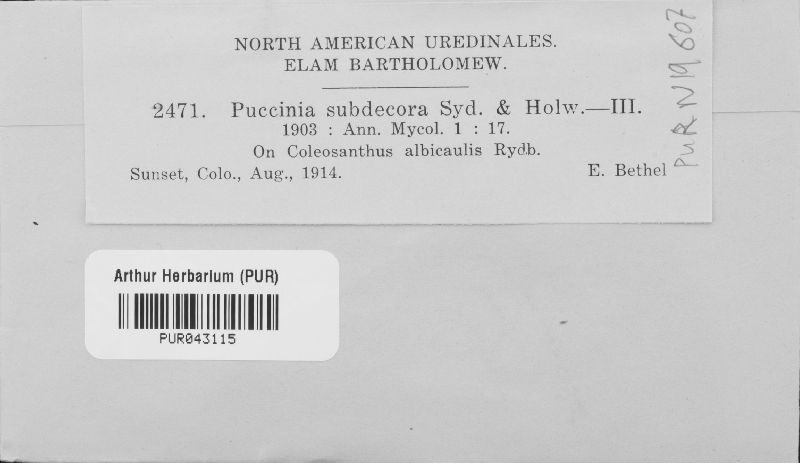 NORTH AMERICAN UREDINALES.
ELAM BARTHOLOMEW.
2471. Puccinia subdecora Syd. & Holw.—III.
1903 : Ann. Mycol. 1 : 17.
On Coleosanthus albicaulis Rydb.
Sunset, Colo., Aug., 1914. E. Bethel
PUR N19607
Arthur Herbarium (PUR)
PUR043115